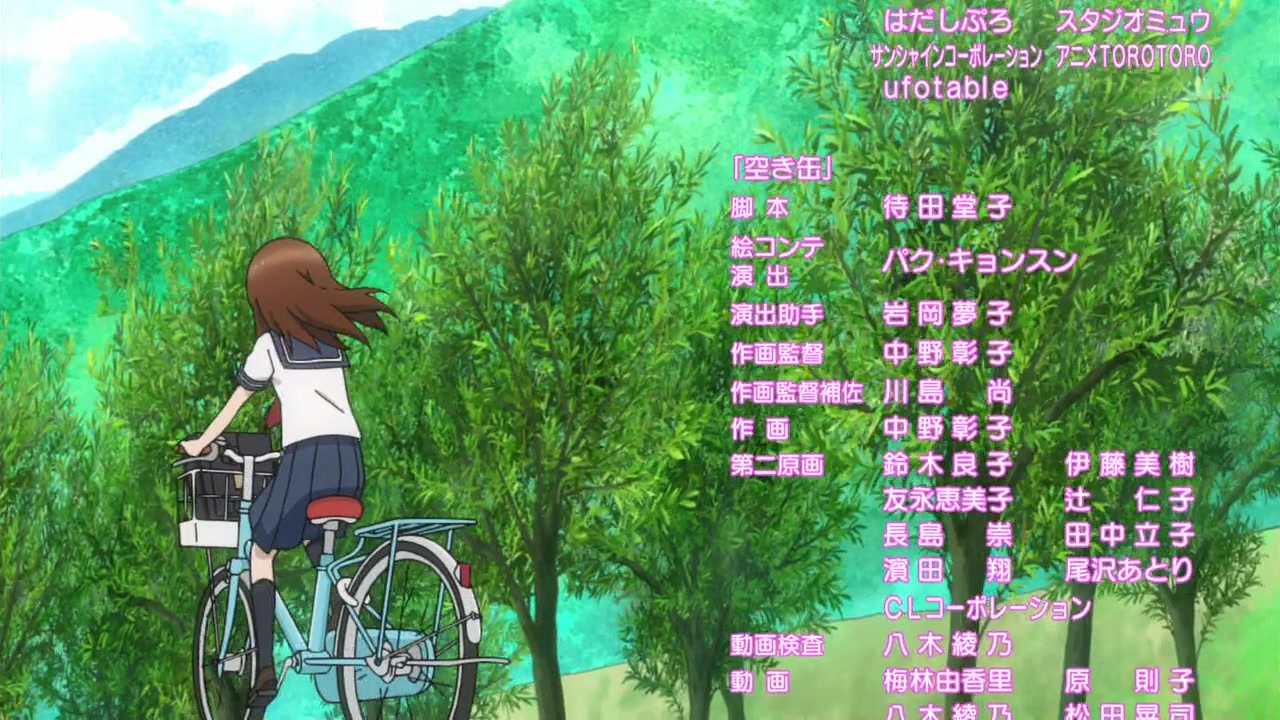 はだしぷろ スタジオミュウ
サンシャインコーポレーション アニメTOROTORO
ufotable
「空き缶」
脚本 待田堂子
絵コンテ
演出 パク・キョンスン
演出助手 岩岡夢子
作画監督 中野彰子
作画監督補佐 川島 尚
作画 中野彰子
第二原画 鈴木良子 伊藤美樹
友永恵美子 辻 仁子
長島 崇 田中立子
濱田 翔 尾沢あとり
C.L.コーポレーション
動画検査 八木綾乃
動画 梅林由香里 原 則子
八木綾乃 松田晃司